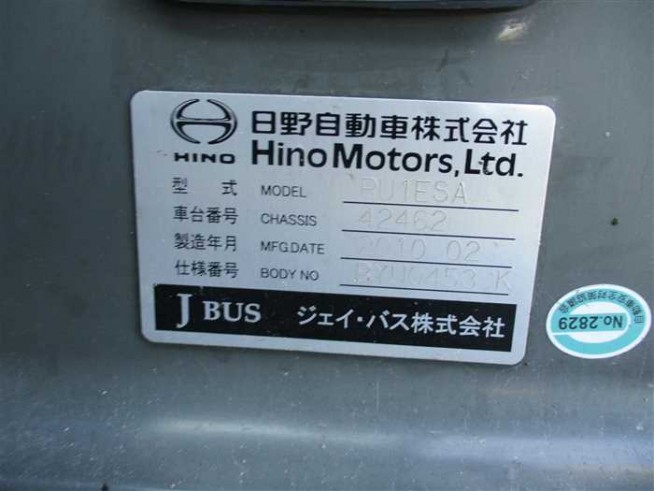 日野自動車株式会社
HINO
Hino Motors, Ltd.
型 式 MODEL RU1ESA
車台番号 CHASSIS 42462
製造年月 MFG.DATE 2010 02
仕様番号 BODY NO K
J BUS ジェイ・バス株式会社
No.2829